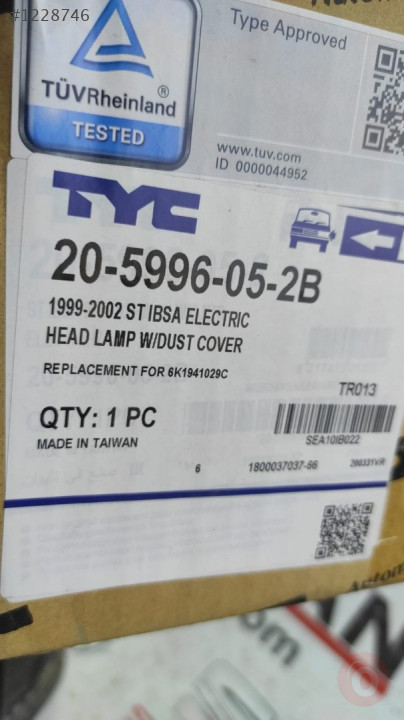 #1228746
Type Approved
TÜVRheinland®
TESTED
www.tuv.com
ID 0000044952
TYC
20-5996-05-2B
1999-2002 ST IBSA ELECTRIC
HEAD LAMP W/DUST COVER
REPLACEMENT FOR 6K1941029C
TR013
QTY: 1 PC
SEA10IB022
MADE IN TAIWAN
6 1800037037-66